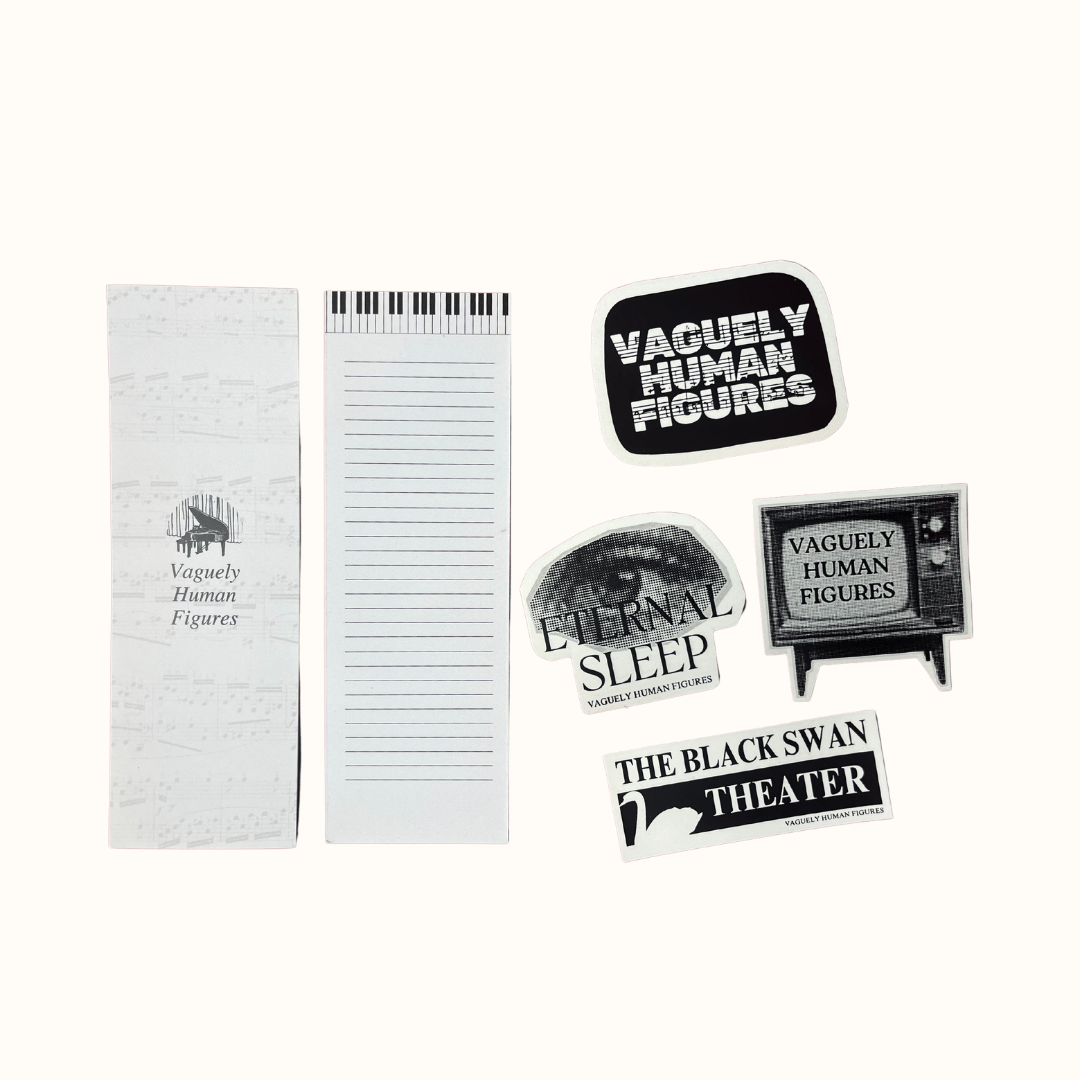 Vaguely
Human
Figures
VAGUELY
HUMAN
FIGURES
ETERNAL
SLEEP
VAGUELY HUMAN FIGURES
VAGUELY
HUMAN
FIGURES
THE BLACK SWAN
THEATER
VAGUELY HUMAN FIGURES